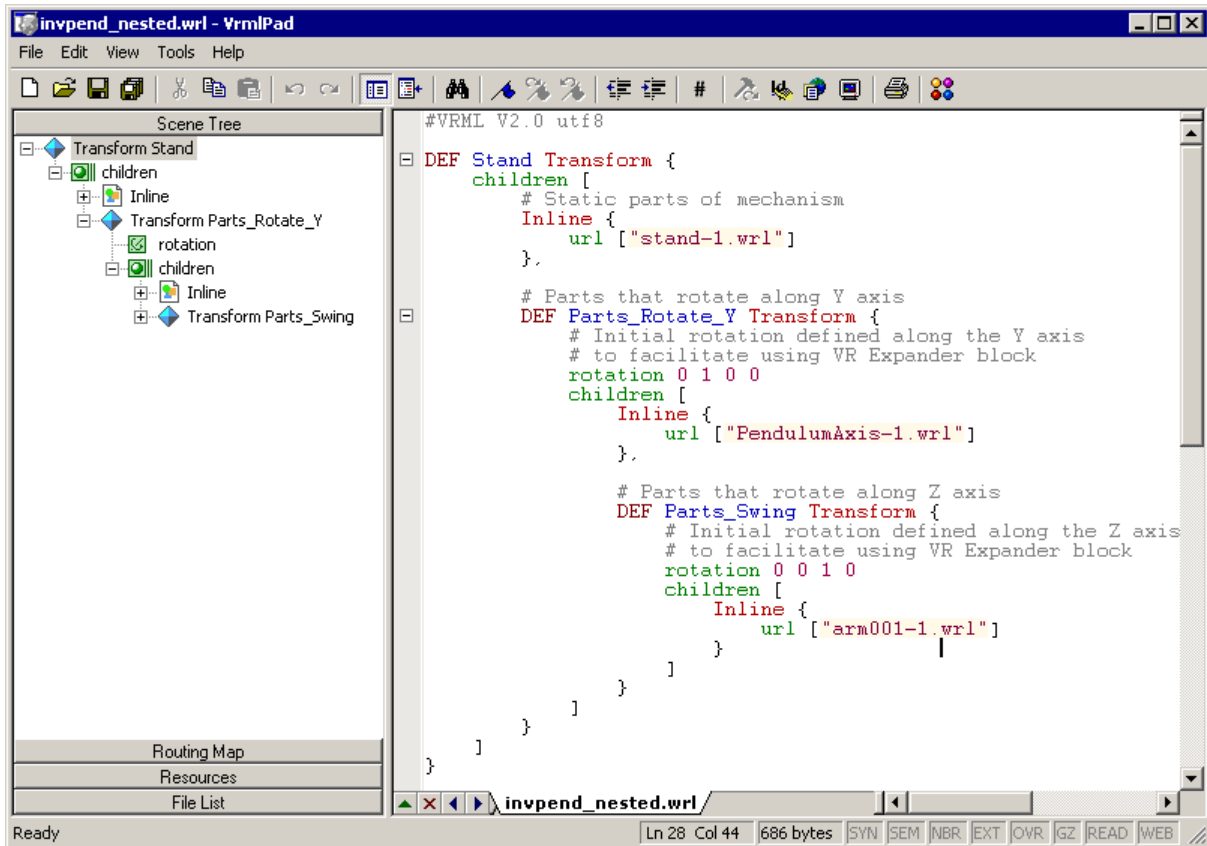 invpend_nested.wrl - VrmlPad
File Edit View Tools Help
Scene Tree
Transform Stand
children
Inline
Transform Parts_Rotate_Y
rotation
children
Inline
Transform Parts_Swing
Routing Map
Resources
File List
#VRML V2.0 utf8
DEF Stand Transform {
children [
# Static parts of mechanism
Inline {
url ["stand-1.wrl"]
},
# Parts that rotate along Y axis
DEF Parts_Rotate_Y Transform {
# Initial rotation defined along the Y axis
# to facilitate using VR Expander block
rotation 0 1 0 0
children [
Inline {
url ["PendulumAxis-1.wrl"]
},
# Parts that rotate along Z axis
DEF Parts_Swing Transform {
# Initial rotation defined along the Z axis
# to facilitate using VR Expander block
rotation 0 0 1 0
children [
Inline {
url ["arm001-1.wrl"]
}
]
}
]
}
]
}
invpend_nested.wrl
Ready
Ln 28 Col 44 686 bytes SYN SEM NBR EXT OVR GZ READ WEB